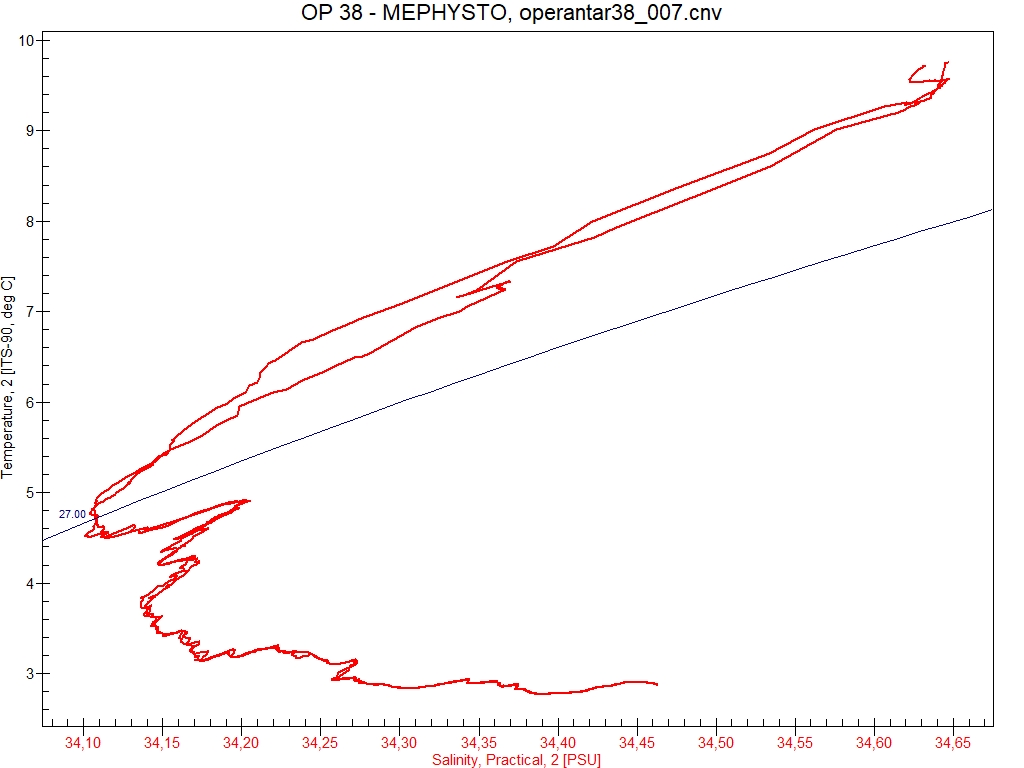 OP 38 - MEPHYSTO, operantar38_007.cnv
10
9
8
7
6
5
4
3
Temperature, 2 [ITS-90, deg C]
27.00
34,10 34,15 34,20 34,25 34,30 34,35 34,40 34,45 34,50 34,55 34,60 34,65
Salinity, Practical, 2 [PSU]